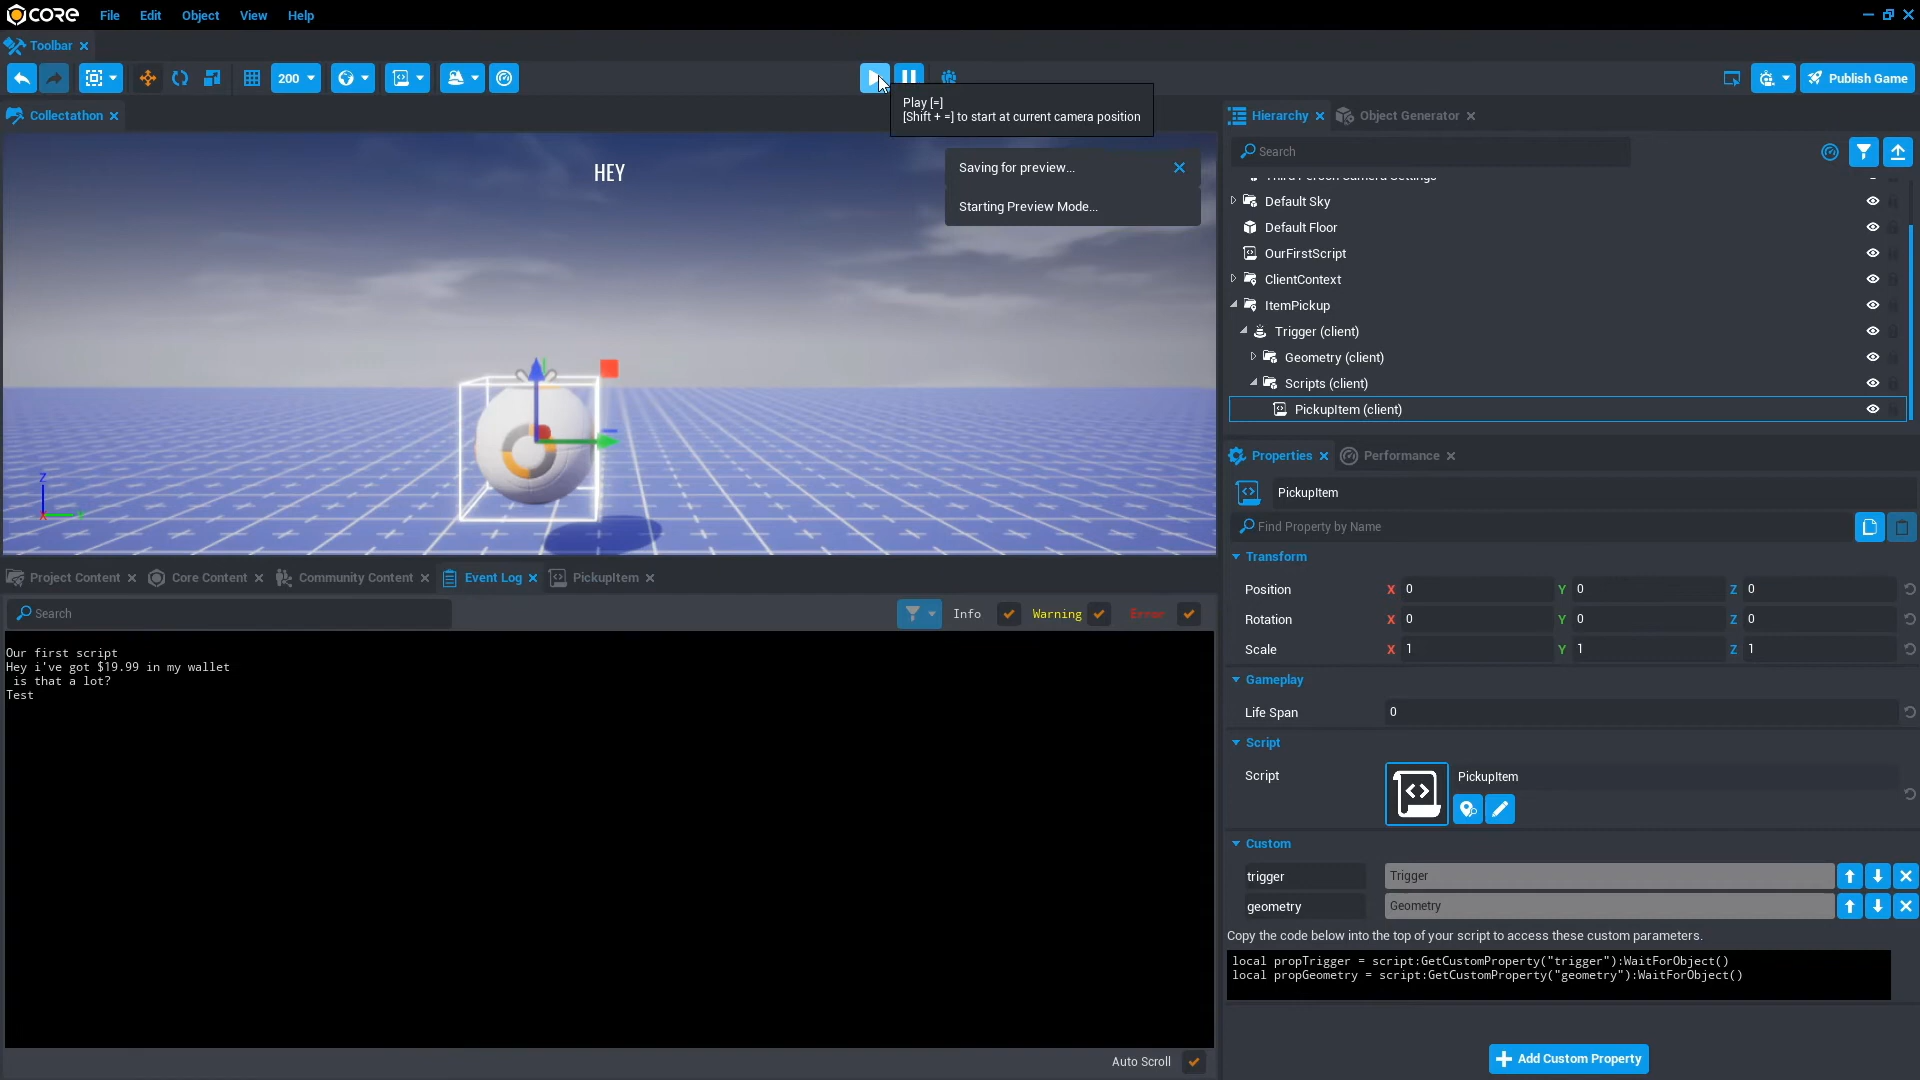 CORE File Edit Object View Help
Toolbar
200
Publish Game
Play [=]
[Shift + =] to start at current camera position
Collectathon
HEY
Saving for preview...
Starting Preview Mode...
Hierarchy Object Generator
Search
Third Person Camera Settings
Default Sky
Default Floor
OurFirstScript
ClientContext
ItemPickup
Trigger (client)
Geometry (client)
Scripts (client)
PickupItem (client)
Z
Project Content Core Content Community Content Event Log PickupItem
Search Info Warning Error
Our first script
Hey i've got $19.99 in my wallet
is that a lot?
Test
Auto Scroll
Properties Performance
PickupItem
Find Property by Name
Transform
Position X 0 Y 0 Z 0
Rotation X 0 Y 0 Z 0
Scale X 1 Y 1 Z 1
Gameplay
Life Span 0
Script
Script PickupItem
Custom
trigger Trigger
geometry Geometry
Copy the code below into the top of your script to access these custom parameters.
local propTrigger = script:GetCustomProperty("trigger"):WaitForObject()
local propGeometry = script:GetCustomProperty("geometry"):WaitForObject()
Add Custom Property